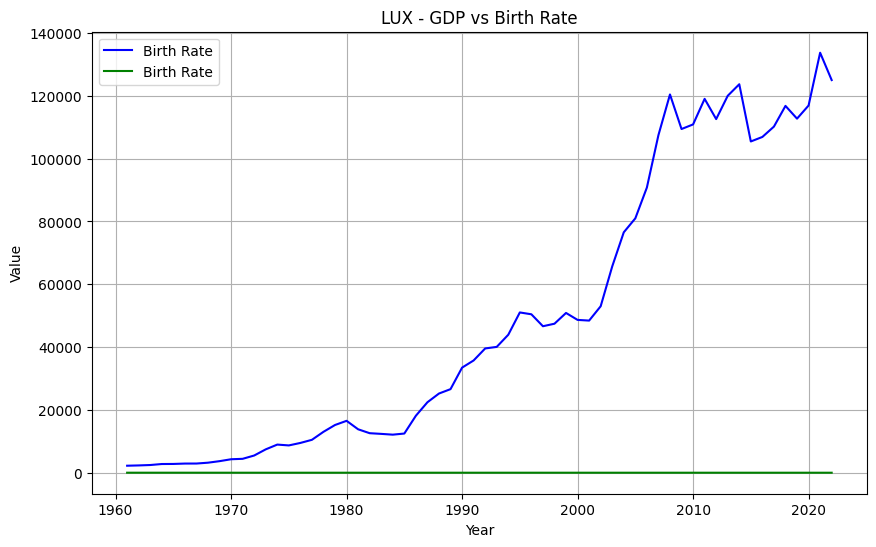 LUX - GDP vs Birth Rate
Birth Rate
Birth Rate
140000
120000
100000
80000
60000
40000
20000
0
Value
1960 1970 1980 1990 2000 2010 2020
Year